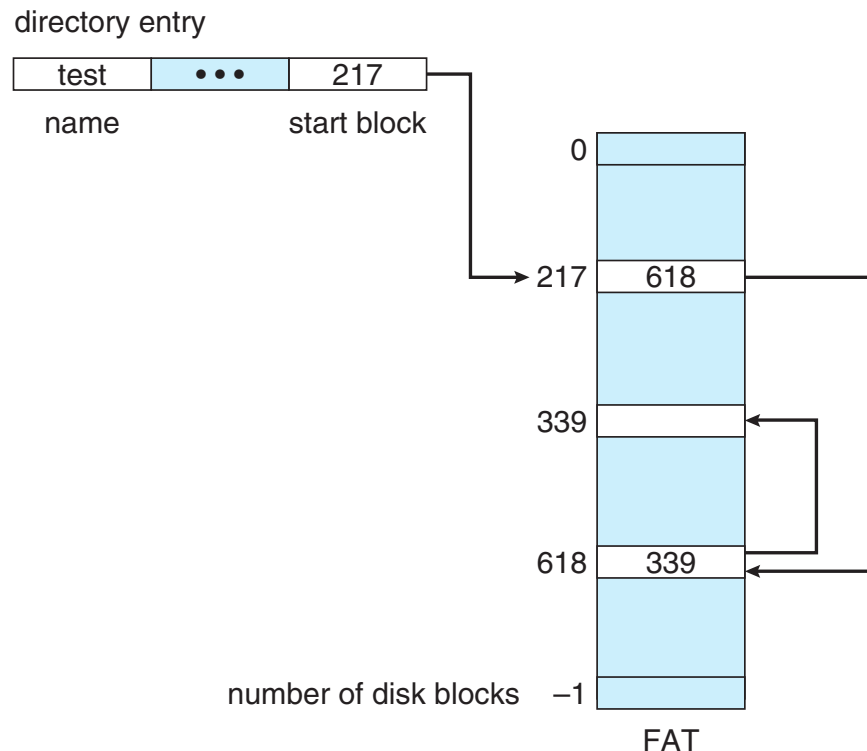 directory entry
test ••• 217
name start block
0
217 618
339
618 339
number of disk blocks –1
FAT